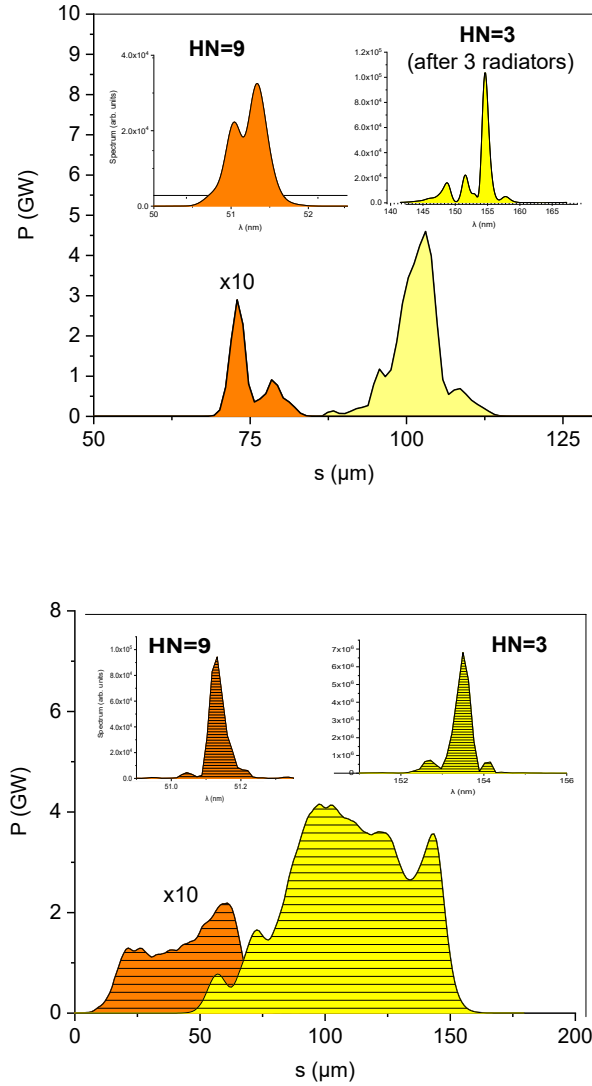 10
9
8
7
6
5
4
3
2
1
0
P (GW)
HN=9
4.0x10⁴
2.0x10⁴
0.0
Spectrum (arb. units)
50
51
52
λ (nm)
HN=3
(after 3 radiators)
1.2x10⁵
1.0x10⁵
8.0x10⁴
6.0x10⁴
4.0x10⁴
2.0x10⁴
0.0
140
145
150
155
160
165
λ (nm)
x10
50
75
100
125
s (µm)
8
6
4
2
0
P (GW)
HN=9
1.0x10⁵
8.0x10⁴
6.0x10⁴
4.0x10⁴
2.0x10⁴
0.0
Spectrum (arb. units)
51.0
51.2
λ (nm)
HN=3
7x10⁶
6x10⁶
5x10⁶
4x10⁶
3x10⁶
2x10⁶
1x10⁶
0
152
154
156
λ (nm)
x10
0
50
100
150
200
s (µm)